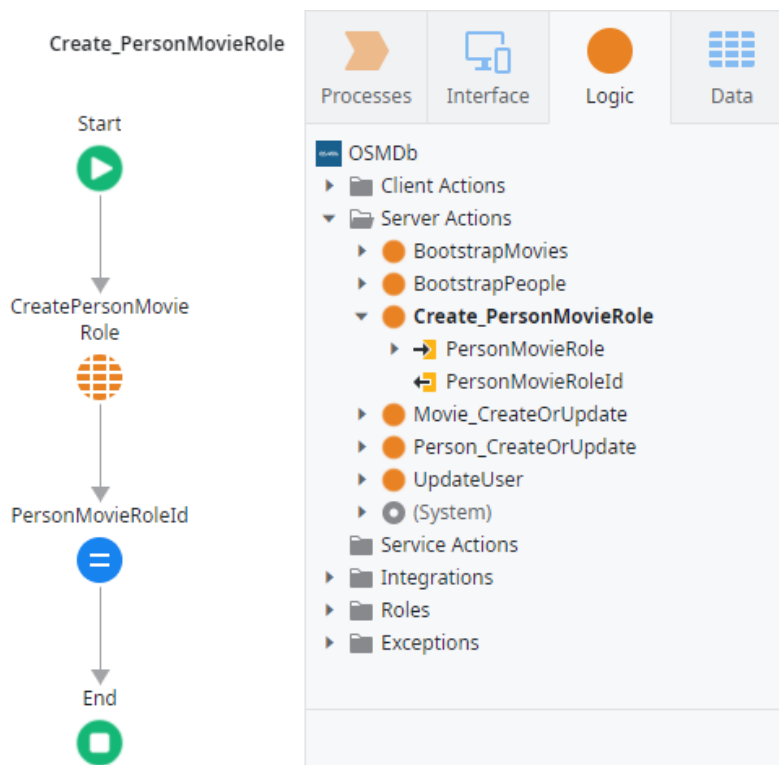 Create_PersonMovieRole
Start
CreatePersonMovie
Role
PersonMovieRoleId
End
Processes
Interface
Logic
Data
OSMDb
Client Actions
Server Actions
BootstrapMovies
BootstrapPeople
Create_PersonMovieRole
PersonMovieRole
PersonMovieRoleId
Movie_CreateOrUpdate
Person_CreateOrUpdate
UpdateUser
(System)
Service Actions
Integrations
Roles
Exceptions